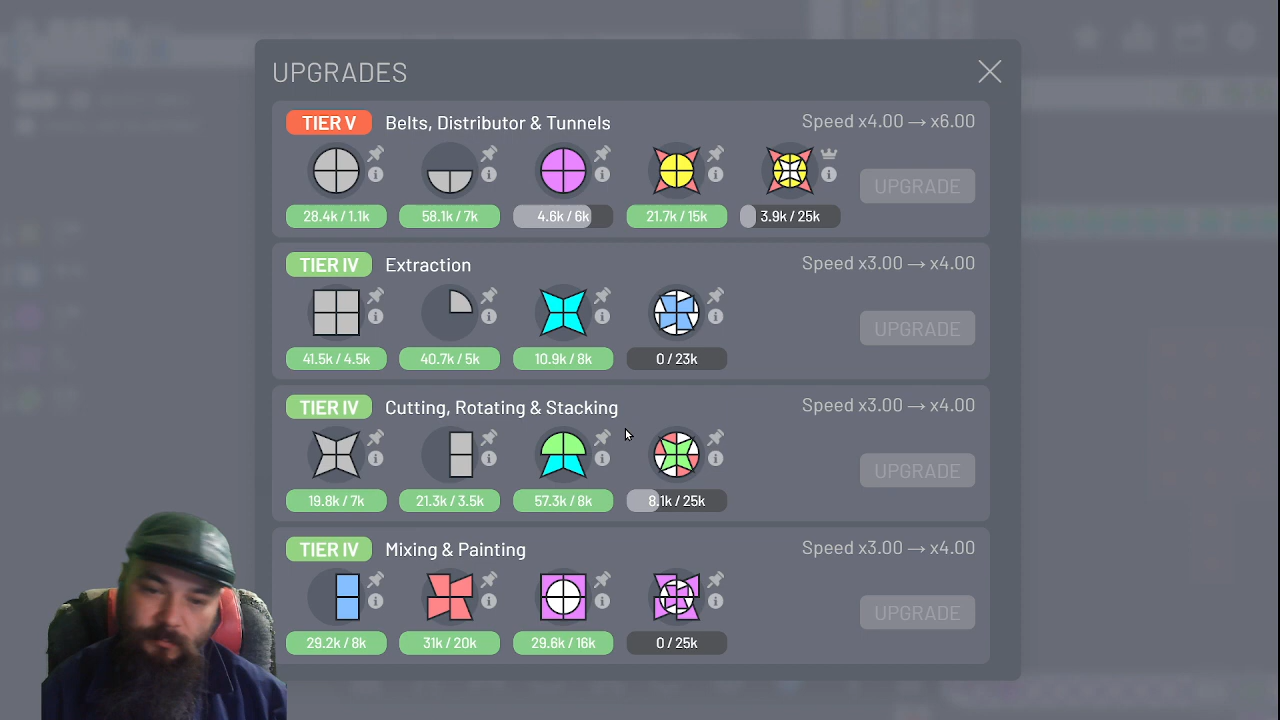 UPGRADES
TIER V Belts, Distributor & Tunnels Speed x4.00 → x6.00
28.4k / 1.1k 58.1k / 7k 4.6k / 6k 21.7k / 15k 3.9k / 25k UPGRADE
TIER IV Extraction Speed x3.00 → x4.00
41.5k / 4.5k 40.7k / 5k 10.9k / 8k 0 / 23k UPGRADE
TIER IV Cutting, Rotating & Stacking Speed x3.00 → x4.00
19.8k / 7k 21.3k / 3.5k 57.3k / 8k 8.1k / 25k UPGRADE
TIER IV Mixing & Painting Speed x3.00 → x4.00
29.2k / 8k 31k / 20k 29.6k / 16k 0 / 25k UPGRADE